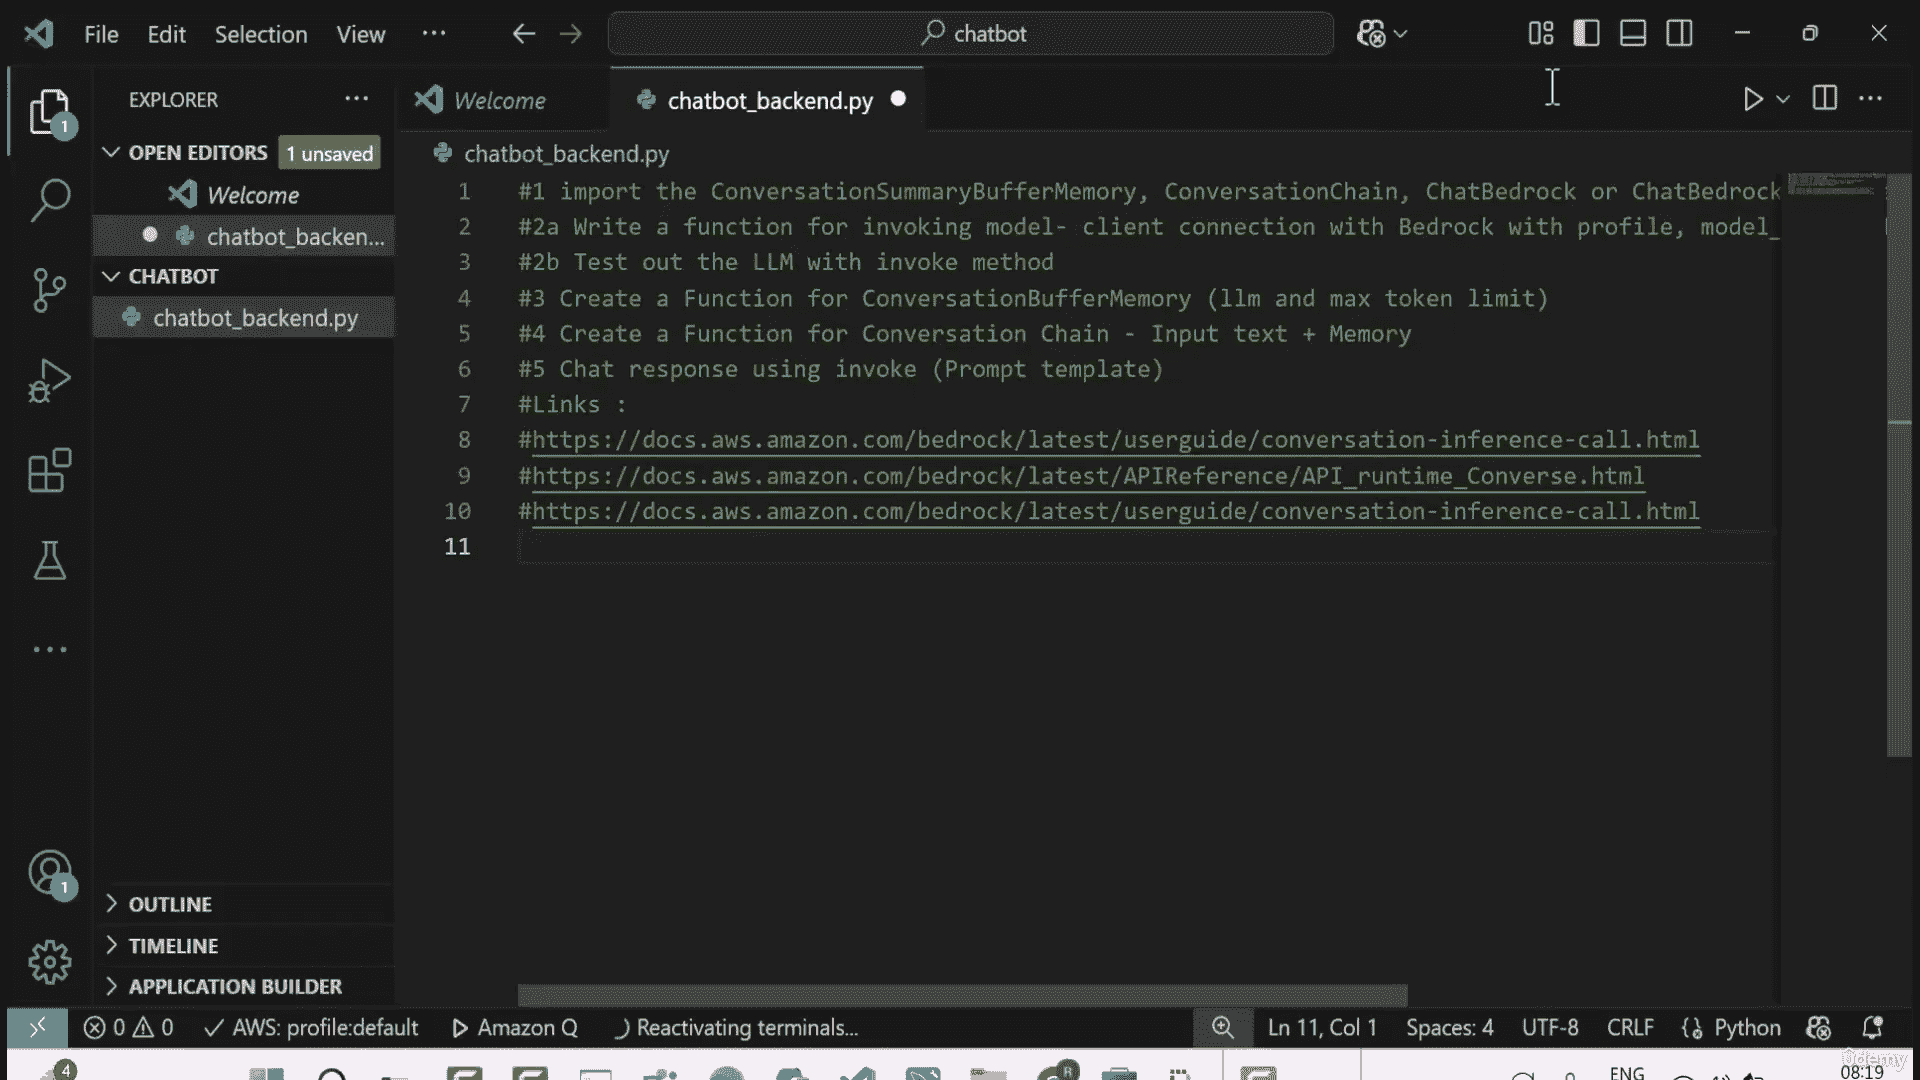 File Edit Selection View chatbot
EXPLORER
Welcome
chatbot_backend.py
OPEN EDITORS 1 unsaved
Welcome
chatbot_backen...
CHATBOT
chatbot_backend.py
chatbot_backend.py
1 #1 import the ConversationSummaryBufferMemory, ConversationChain, ChatBedrock or ChatBedrock
2 #2a Write a function for invoking model- client connection with Bedrock with profile, model_
3 #2b Test out the LLM with invoke method
4 #3 Create a Function for ConversationBufferMemory (llm and max token limit)
5 #4 Create a Function for Conversation Chain - Input text + Memory
6 #5 Chat response using invoke (Prompt template)
7 #Links :
8 #https://docs.aws.amazon.com/bedrock/latest/userguide/conversation-inference-call.html
9 #https://docs.aws.amazon.com/bedrock/latest/APIReference/API_runtime_Converse.html
10 #https://docs.aws.amazon.com/bedrock/latest/userguide/conversation-inference-call.html
11
1
1
OUTLINE
TIMELINE
APPLICATION BUILDER
0 0 AWS: profile:default Amazon Q Reactivating terminals... Ln 11, Col 1 Spaces: 4 UTF-8 CRLF Python
4 R ENG 08:19
Udemy